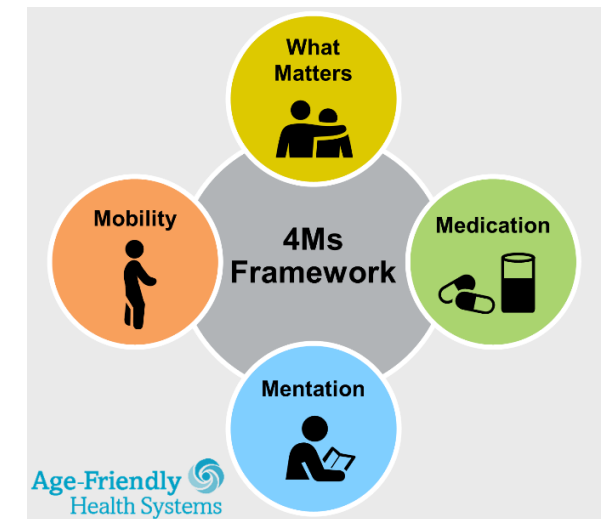 What
Matters
Mobility
4Ms
Framework
Medication
Mentation
Age-Friendly
Health Systems